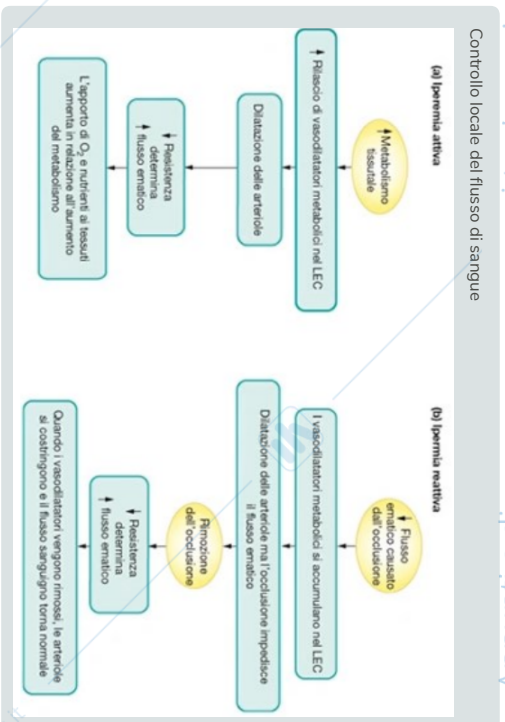 Controllo locale del flusso di sangue
(a) Iperemia attiva
↑ Metabolismo
tissutale
↑ Rilascio di vasodilatatori metabolici nel LEC
Dilatazione delle arteriole
↓ Resistenza
determina
↑ flusso ematico
L'apporto di O₂ e nutrienti ai tessuti
aumenta in relazione all'aumento
del metabolismo
(b) Ipermia reattiva
↓ Flusso
ematico causato
dall'occlusione
I vasodilatatori metabolici si accumulano nel LEC
Dilatazione delle arteriole ma l'occlusione impedisce
il flusso ematico
Rimozione
dell'occlusione
↓ Resistenza
determina
↑ flusso ematico
Quando i vasodilatatori vengono rimossi, le arteriole
si costringono e il flusso sanguigno torna normale